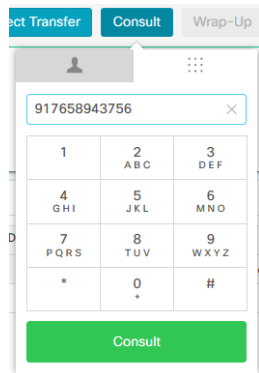 ect Transfer Consult Wrap-Up
917658943756
1 2 3
ABC DEF
4 5 6
GHI JKL MNO
D
7 8 9
PQRS TUV WXYZ
* 0 #
+
Consult